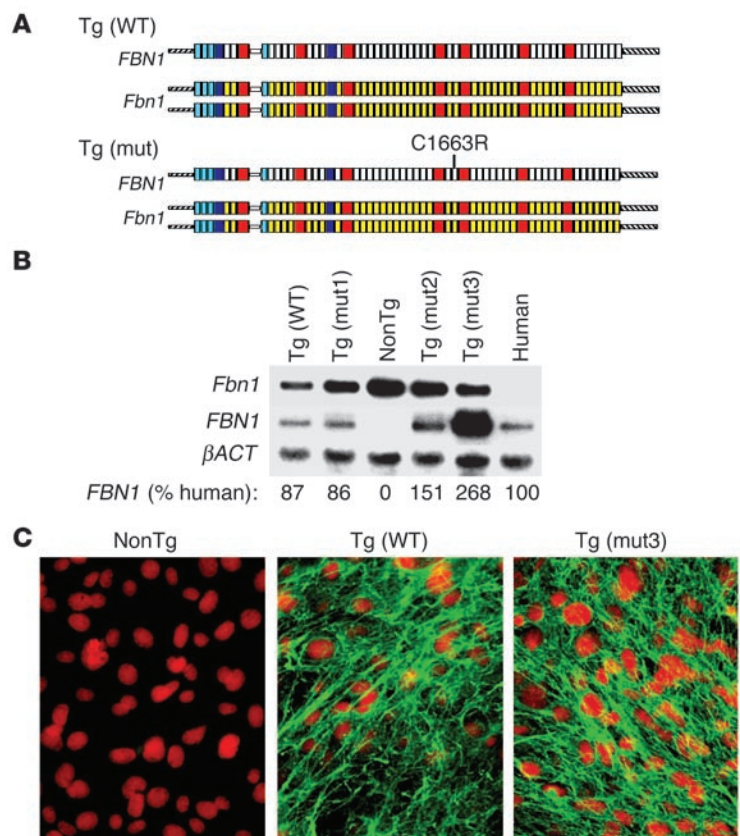 A
Tg (WT)
FBN1
Fbn1
Tg (mut)
C1663R
FBN1
Fbn1
B
Tg (WT)
Tg (mut1)
NonTg
Tg (mut2)
Tg (mut3)
Human
Fbn1
FBN1
βACT
FBN1 (% human): 87 86 0 151 268 100
C
NonTg Tg (WT) Tg (mut3)